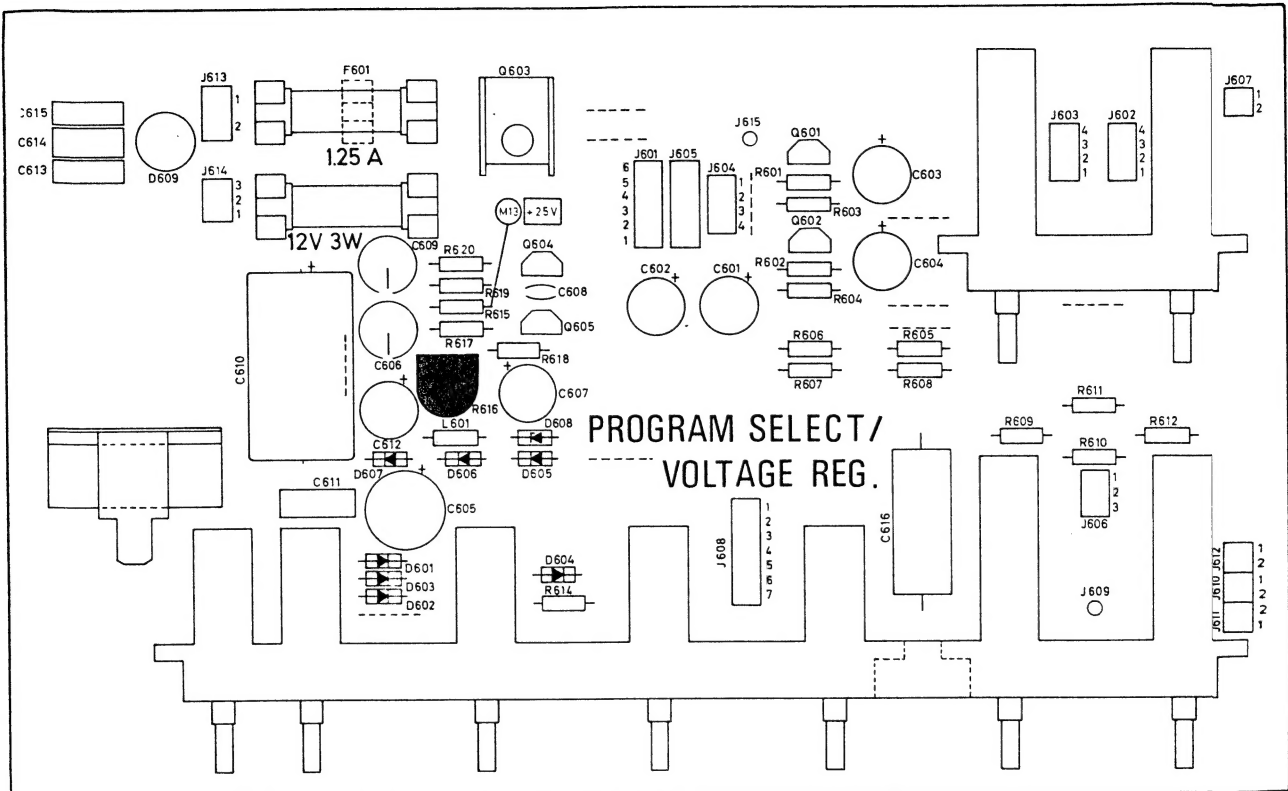 J613
F601
Q603
J607
:C615
1
1
2
C614
2
J615
Q601
+
J603
J602
4
4
3
3
2
2
1
1
C613
D609
1.25 A
J601
J605
J604
J614
3
2
1
6
5
4
3
2
1
1
2
3
4
R601
C603
R603
M13
+25V
12V 3W
C609
Q604
Q602
+
R620
R602
C604
+
R619
C608
C602
+
C601
+
R604
R615
Q605
R617
R606
R605
C610
C606
+
R618
R607
R608
+
C607
R611
R616
L601
D608
PROGRAM SELECT/
R609
R612
C612
R610
D607
+
D606
D605
VOLTAGE REG.
C611
C605
J608
1
2
3
4
5
6
7
C616
1
2
3
J606
D601
D604
D603
R614
D602
J609
J612
1
2
J610
1
2
J611
2
1